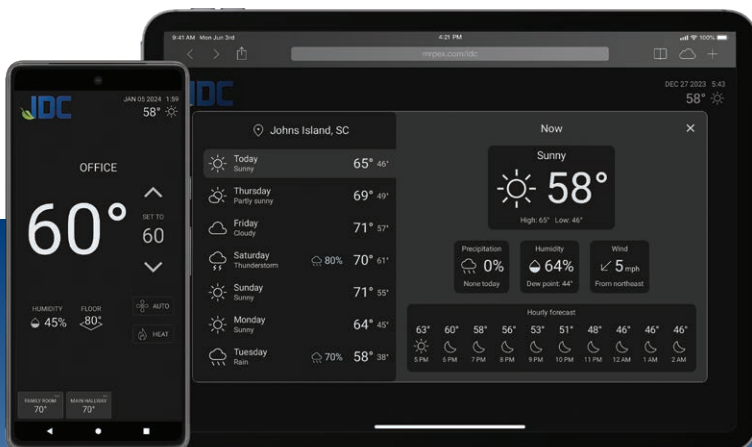 IDC
JAN 05 2024 1:59
58°
OFFICE
60°
SET TO
60
HUMIDITY
45%
FLOOR
80°
AUTO
HEAT
FAMILY ROOM
70°
MAIN HALLWAY
70°
9:41 AM Mon Jun 3rd
4:21 PM
100%
mrpex.com/idc
IDC
DEC 27 2023 5:43
58°
Johns Island, SC
Today
Sunny
65° 46°
Thursday
Partly sunny
69° 49°
Friday
Cloudy
71° 57°
Saturday
Thunderstorm
80% 70° 61°
Sunday
Sunny
71° 55°
Monday
Sunny
64° 45°
Tuesday
Rain
70% 58° 38°
Now
Sunny
58°
High: 65° Low: 46°
Precipitation
0%
None today
Humidity
64%
Dew point: 44°
Wind
5 mph
From northeast
Hourly forecast
63° 60° 58° 56° 53° 51° 48° 46° 46° 46°
5 PM 6 PM 7 PM 8 PM 9 PM 10 PM 11 PM 12 AM 1 AM 2 AM